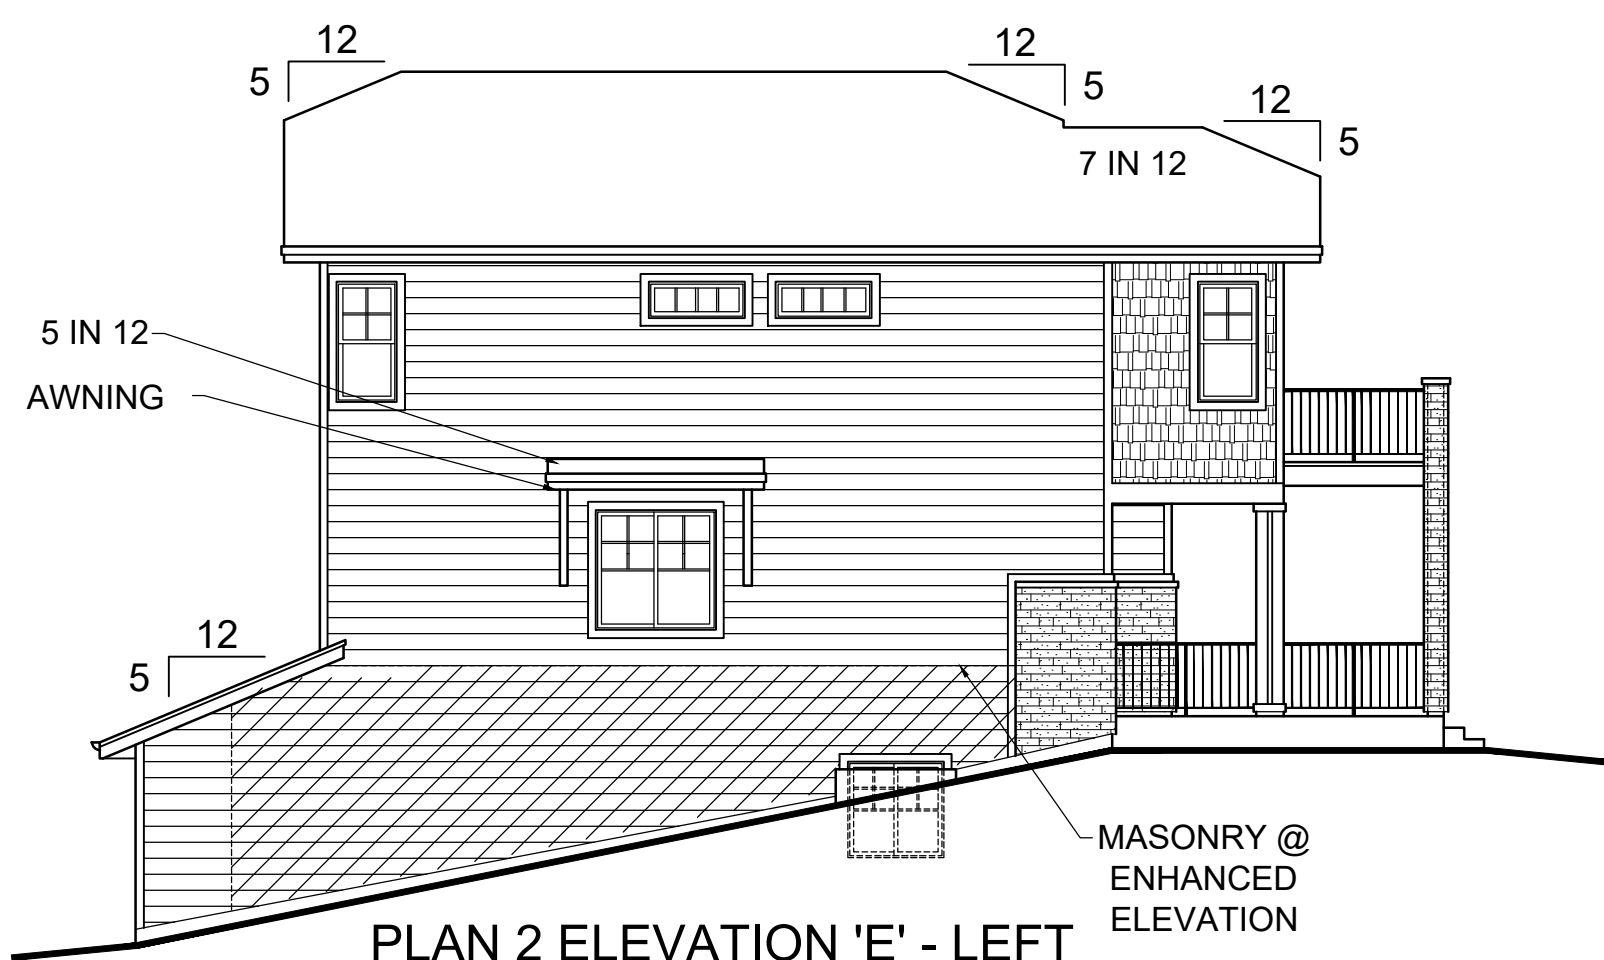 12
5
12
5
12
5
7 IN 12
5 IN 12
AWNING
12
5
MASONRY @
ENHANCED
ELEVATION
PLAN 2 ELEVATION 'E' - LEFT